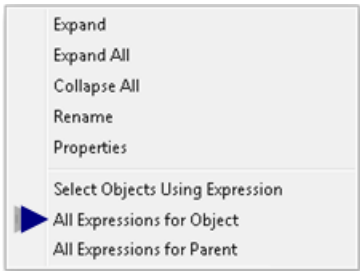 Expand
Expand All
Collapse All
Rename
Properties
Select Objects Using Expression
All Expressions for Object
All Expressions for Parent